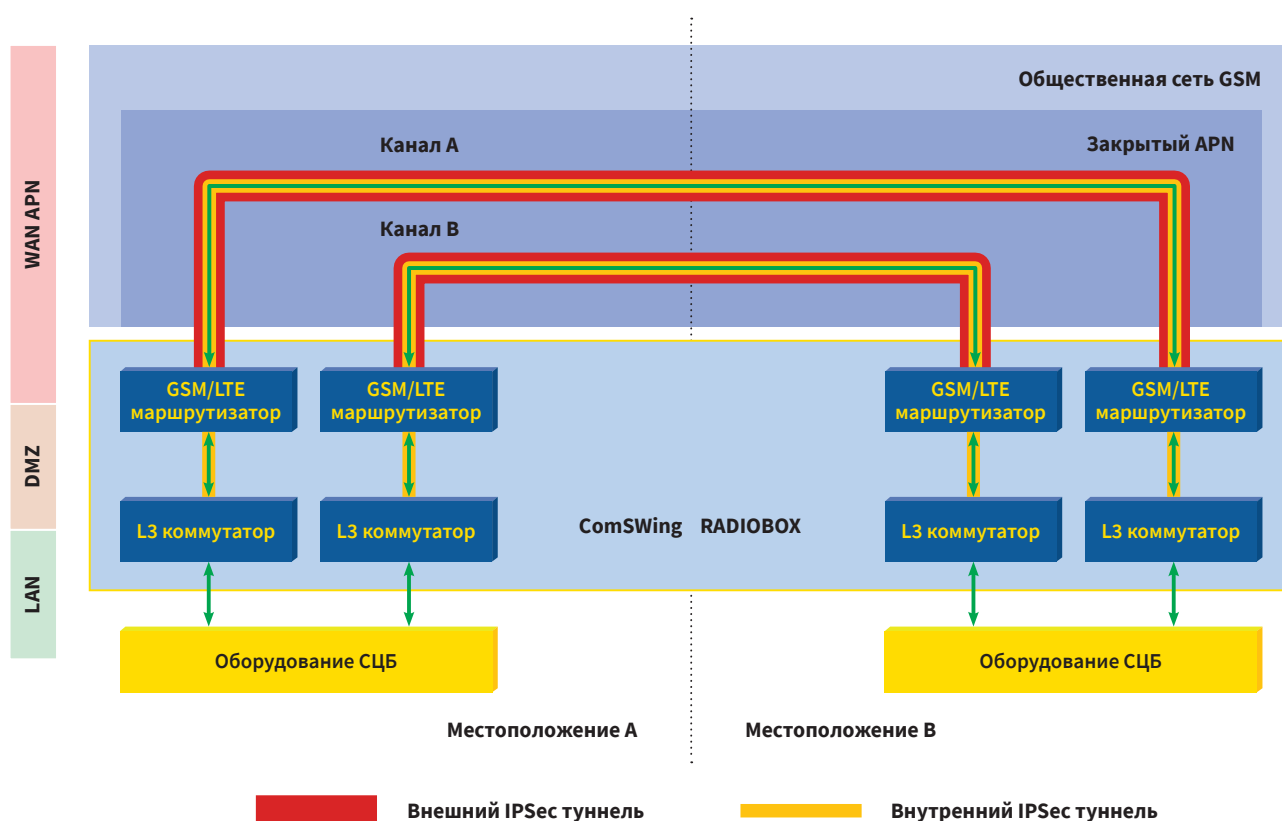 Общественная сеть GSM
Канал А
Закрытый APN
Канал B
WAN APN
GSM/LTE
маршрутизатор
GSM/LTE
маршрутизатор
GSM/LTE
маршрутизатор
GSM/LTE
маршрутизатор
DMZ
L3 коммутатор
L3 коммутатор
ComSWing RADIOBOX
L3 коммутатор
L3 коммутатор
LAN
Оборудование СЦБ
Оборудование СЦБ
Местоположение А
Местоположение В
Внешний IPSec туннель
Внутренний IPSec туннель